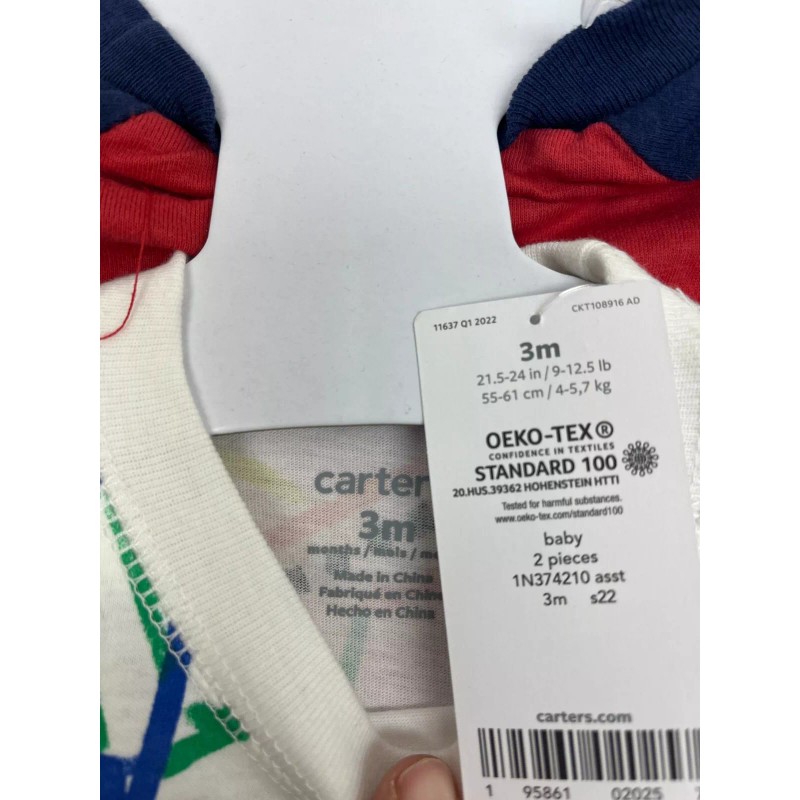 11637 Q1 2022
CKT108916 AD
3m
21.5-24 in / 9-12.5 lb
55-61 cm / 4-5,7 kg
OEKO-TEX®
CONFIDENCE IN TEXTILES
STANDARD 100
20.HUS.39362 HOHENSTEIN HTTI
Tested for harmful substances.
www.oeko-tex.com/standard100
baby
2 pieces
1N374210 asst
3m s22
carters.com
1 95861 02025
carter
3m
months / mois / me
Made in China
Fabriqué en Chine
Hecho en China